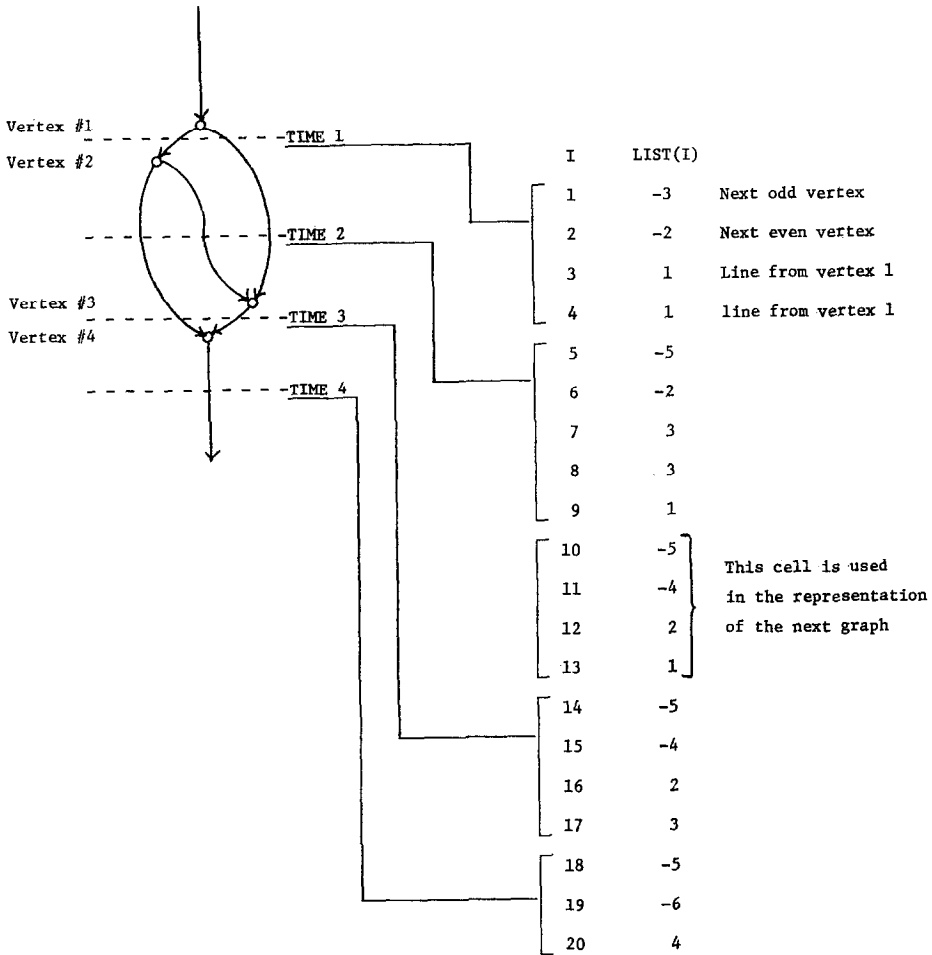 Vertex #1
TIME 1
Vertex #2
TIME 2
Vertex #3
TIME 3
Vertex #4
TIME 4
I LIST(I)
1 -3 Next odd vertex
2 -2 Next even vertex
3 1 Line from vertex 1
4 1 line from vertex 1
5 -5
6 -2
7 3
8 3
9 1
10 -5
11 -4
12 2
13 1
This cell is used
in the representation
of the next graph
14 -5
15 -4
16 2
17 3
18 -5
19 -6
20 4